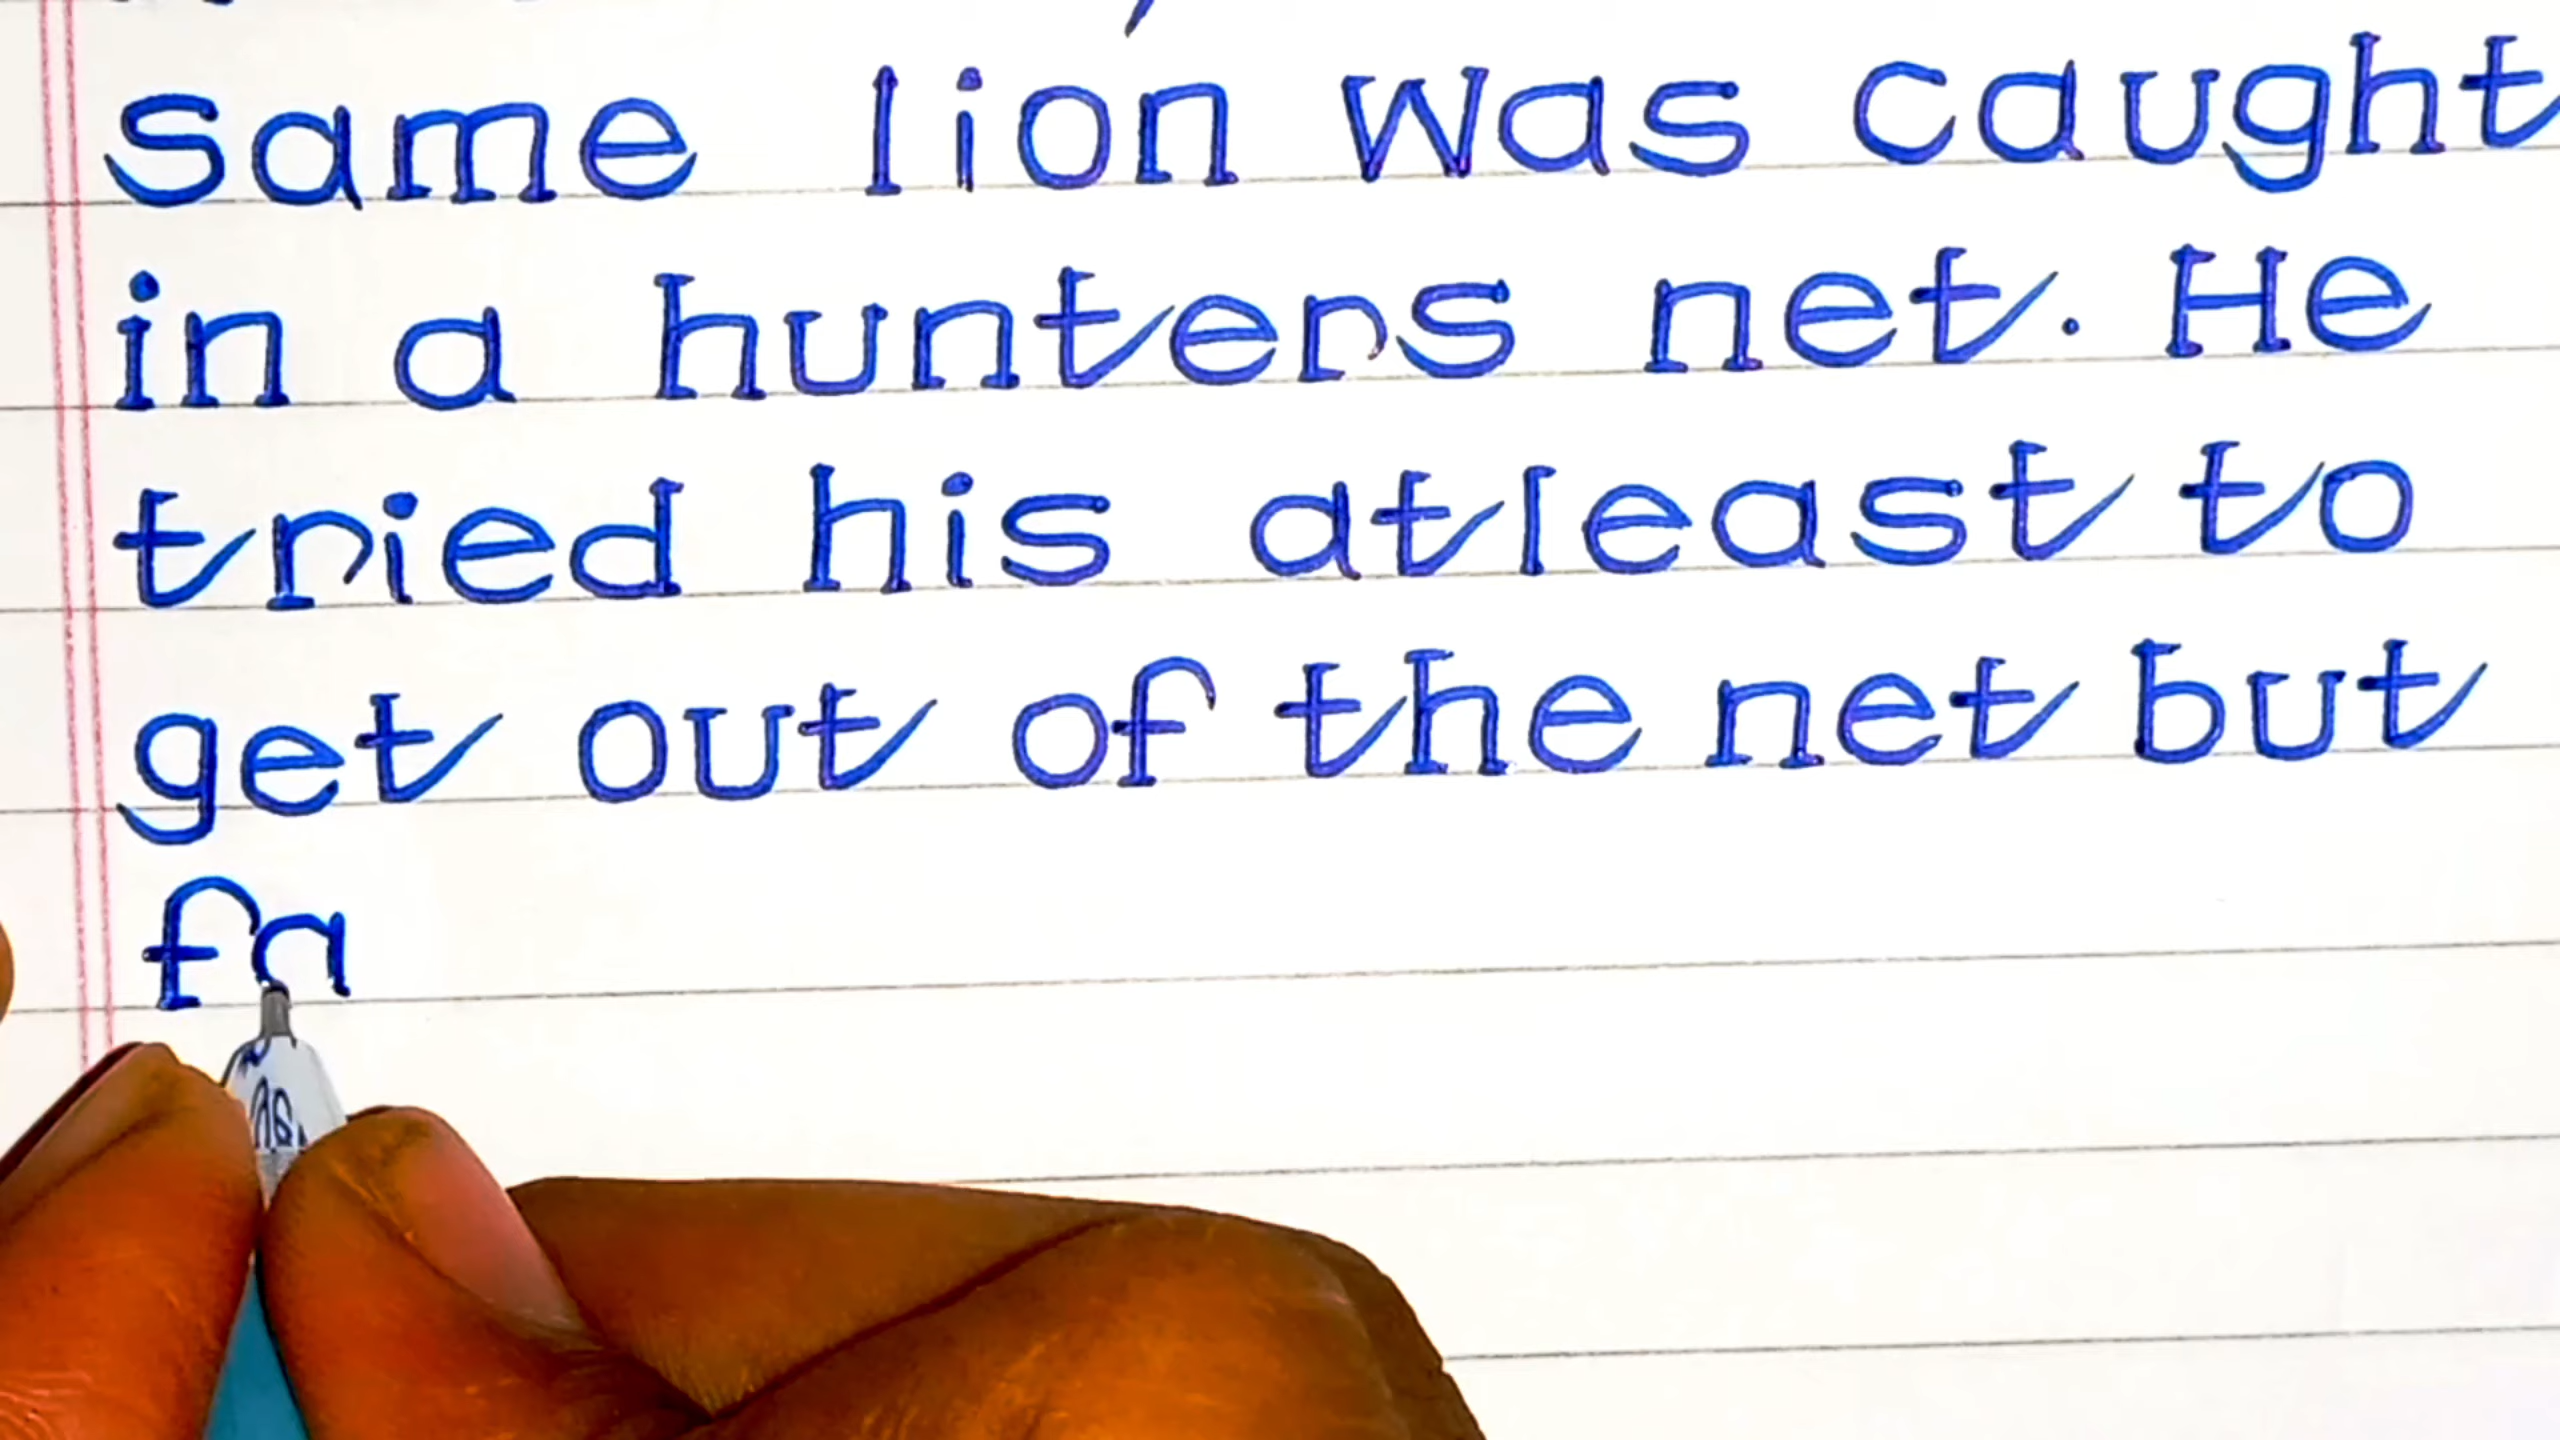 same lion was caught
in a hunters net. He
tried his atleast to
get out of the net but
fa